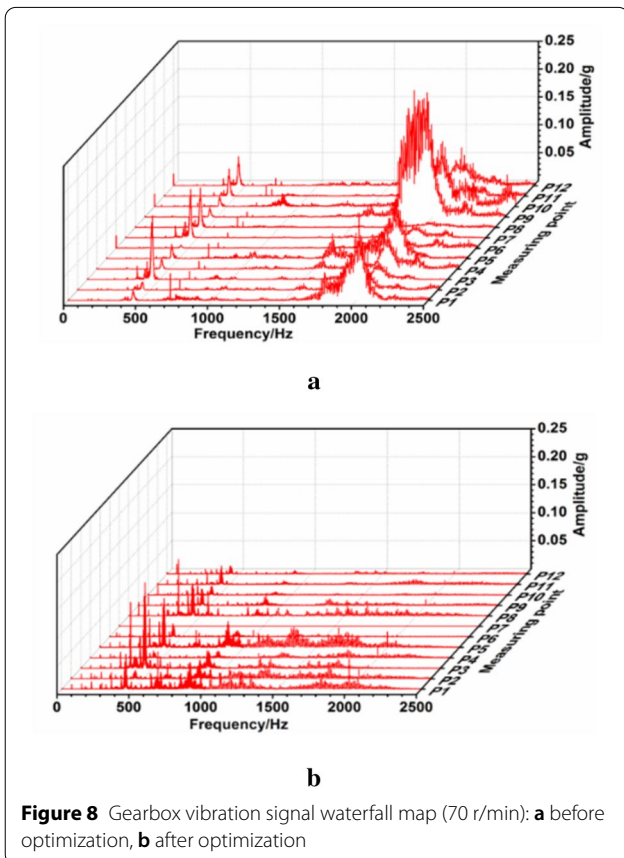 0.25
0.20
0.15
0.10
0.05
Amplitude/g
P12
P11
P10
P9
P8
P7
P6
P5
P4
P3
P2
P1
Measuring point
0 500 1000 1500 2000 2500
Frequency/Hz
a
0.25
0.20
0.15
0.10
0.05
Amplitude/g
P12
P11
P10
P9
P8
P7
P6
P5
P4
P3
P2
P1
Measuring point
0 500 1000 1500 2000 2500
Frequency/Hz
b
Figure 8 Gearbox vibration signal waterfall map (70 r/min): a before
optimization, b after optimization